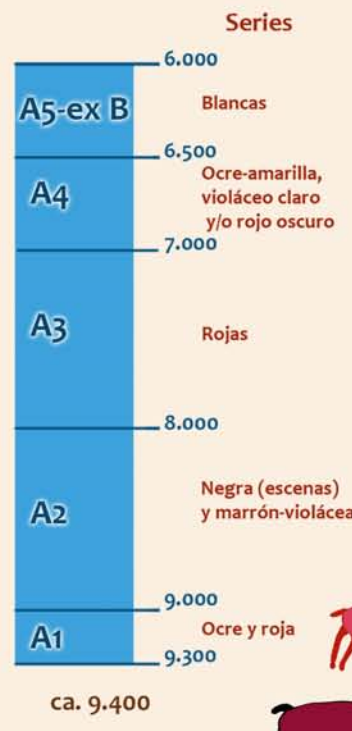 Series
6.000
A5-ex B
Blancas
6.500
A4
Ocre-amarilla,
violáceo claro
y/o rojo oscuro
7.000
A3
Rojas
8.000
A2
Negra (escenas)
y marrón-violácea
9.000
A1
Ocre y roja
9.300
ca. 9.400